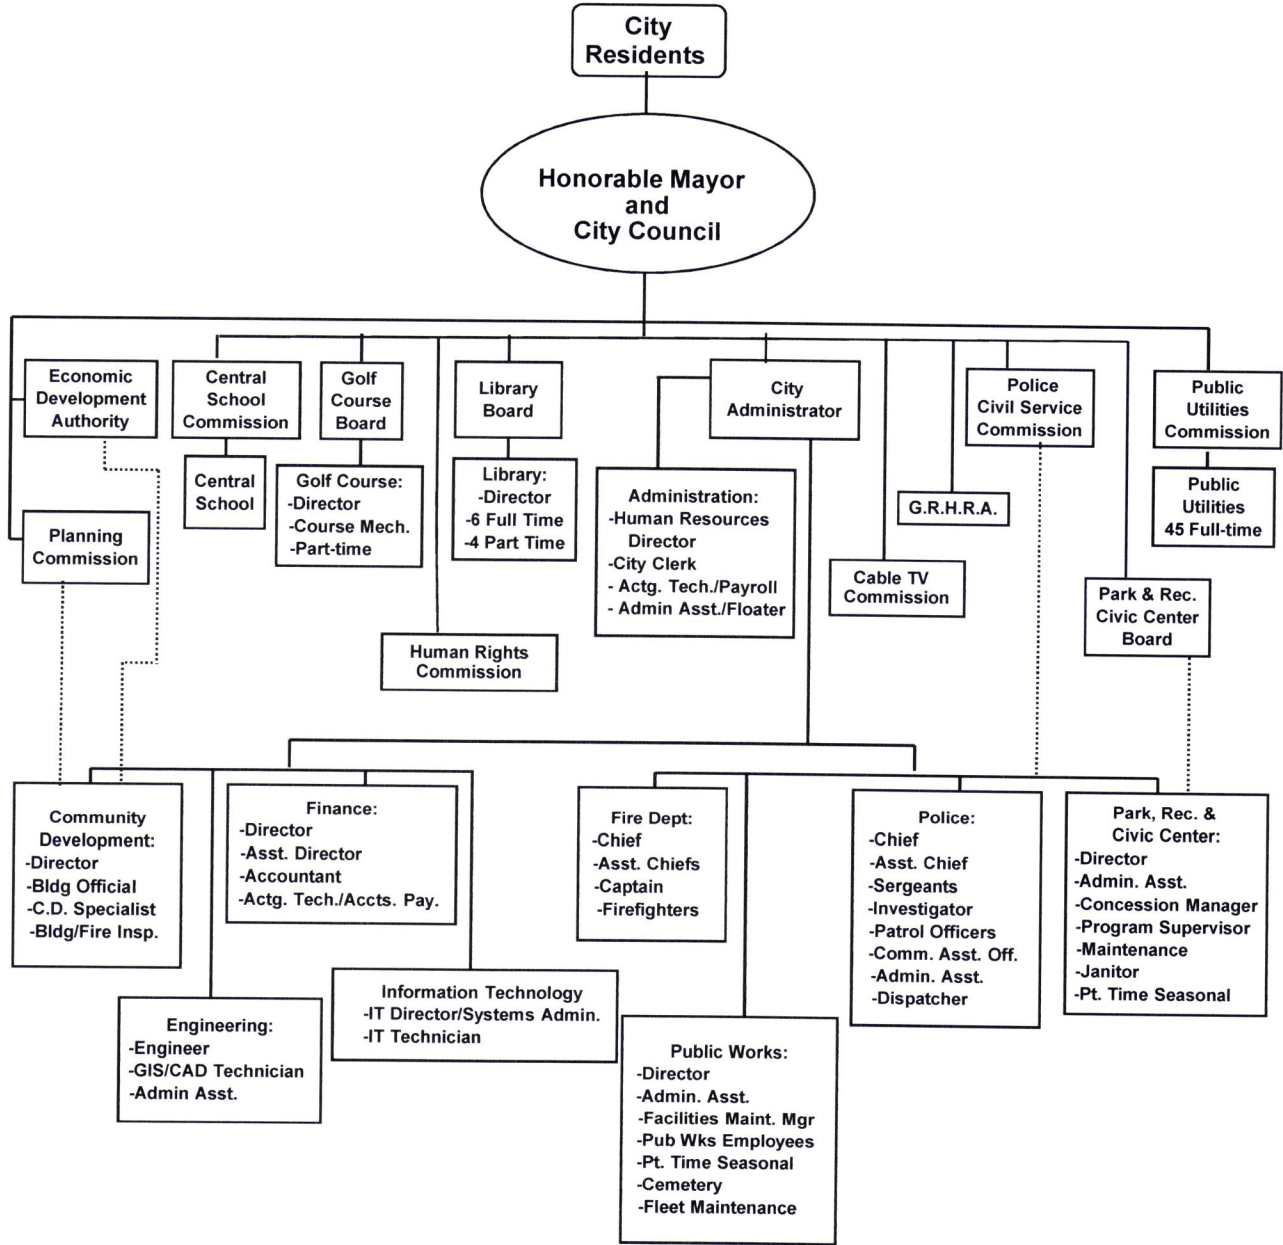 City
Residents
Honorable Mayor
and
City Council
Economic
Development
Authority
Central
School
Commission
Golf
Course
Board
Library
Board
City
Administrator
Police
Civil Service
Commission
Public
Utilities
Commission
Central
School
Golf Course:
-Director
-Course Mech.
-Part-time
Library:
-Director
-6 Full Time
-4 Part Time
Administration:
-Human Resources
Director
-City Clerk
- Actg. Tech./Payroll
- Admin Asst./Floater
G.R.H.R.A.
Public
Utilities
45 Full-time
Planning
Commission
Cable TV
Commission
Park & Rec.
Civic Center
Board
Human Rights
Commission
Community
Development:
-Director
-Bldg Official
-C.D. Specialist
-Bldg/Fire Insp.
Finance:
-Director
-Asst. Director
-Accountant
-Actg. Tech./Accts. Pay.
Fire Dept:
-Chief
-Asst. Chiefs
-Captain
-Firefighters
Police:
-Chief
-Asst. Chief
-Sergeants
-Investigator
-Patrol Officers
-Comm. Asst. Off.
-Admin. Asst.
-Dispatcher
Park, Rec. &
Civic Center:
-Director
-Admin. Asst.
-Concession Manager
-Program Supervisor
-Maintenance
-Janitor
-Pt. Time Seasonal
Engineering:
-Engineer
-GIS/CAD Technician
-Admin Asst.
Information Technology
-IT Director/Systems Admin.
-IT Technician
Public Works:
-Director
-Admin. Asst.
-Facilities Maint. Mgr
-Pub Wks Employees
-Pt. Time Seasonal
-Cemetery
-Fleet Maintenance